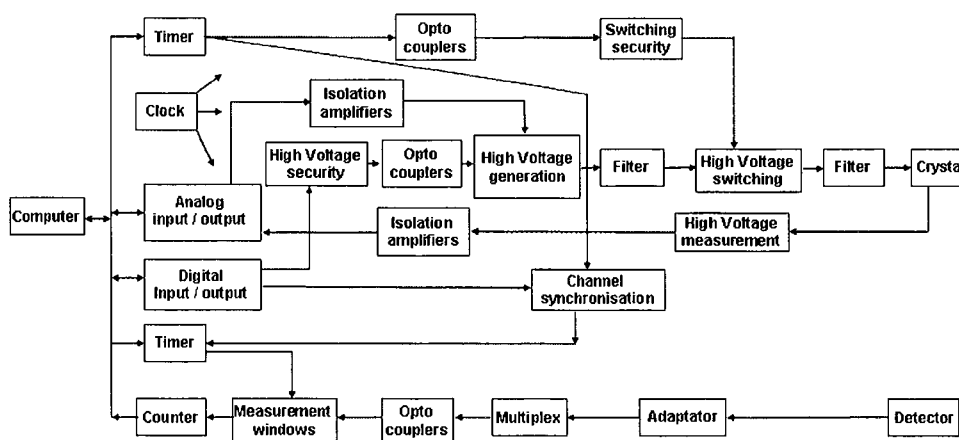 Timer
Opto
couplers
Switching
security
Clock
Isolation
amplifiers
High Voltage
security
Opto
couplers
High Voltage
generation
Filter
High Voltage
switching
Filter
Crysta
Computer
Analog
input / output
Isolation
amplifiers
High Voltage
measurement
Digital
Input / output
Channel
synchronisation
Timer
Counter
Measurement
windows
Opto
couplers
Multiplex
Adaptator
Detector